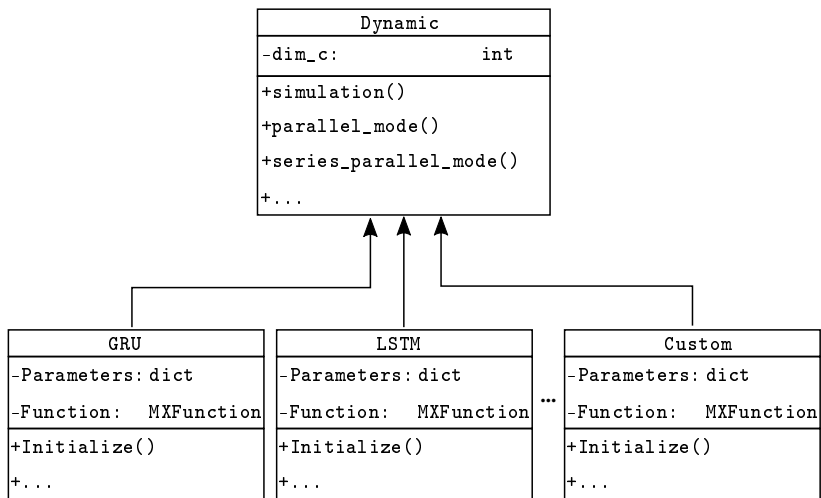 Dynamic
-dim_c: int
+simulation()
+parallel_mode()
+series_parallel_mode()
+...
GRU
-Parameters: dict
-Function: MXFunction
+Initialize()
+...
LSTM
-Parameters: dict
-Function: MXFunction
+Initialize()
+...
...
Custom
-Parameters: dict
-Function: MXFunction
+Initialize()
+...